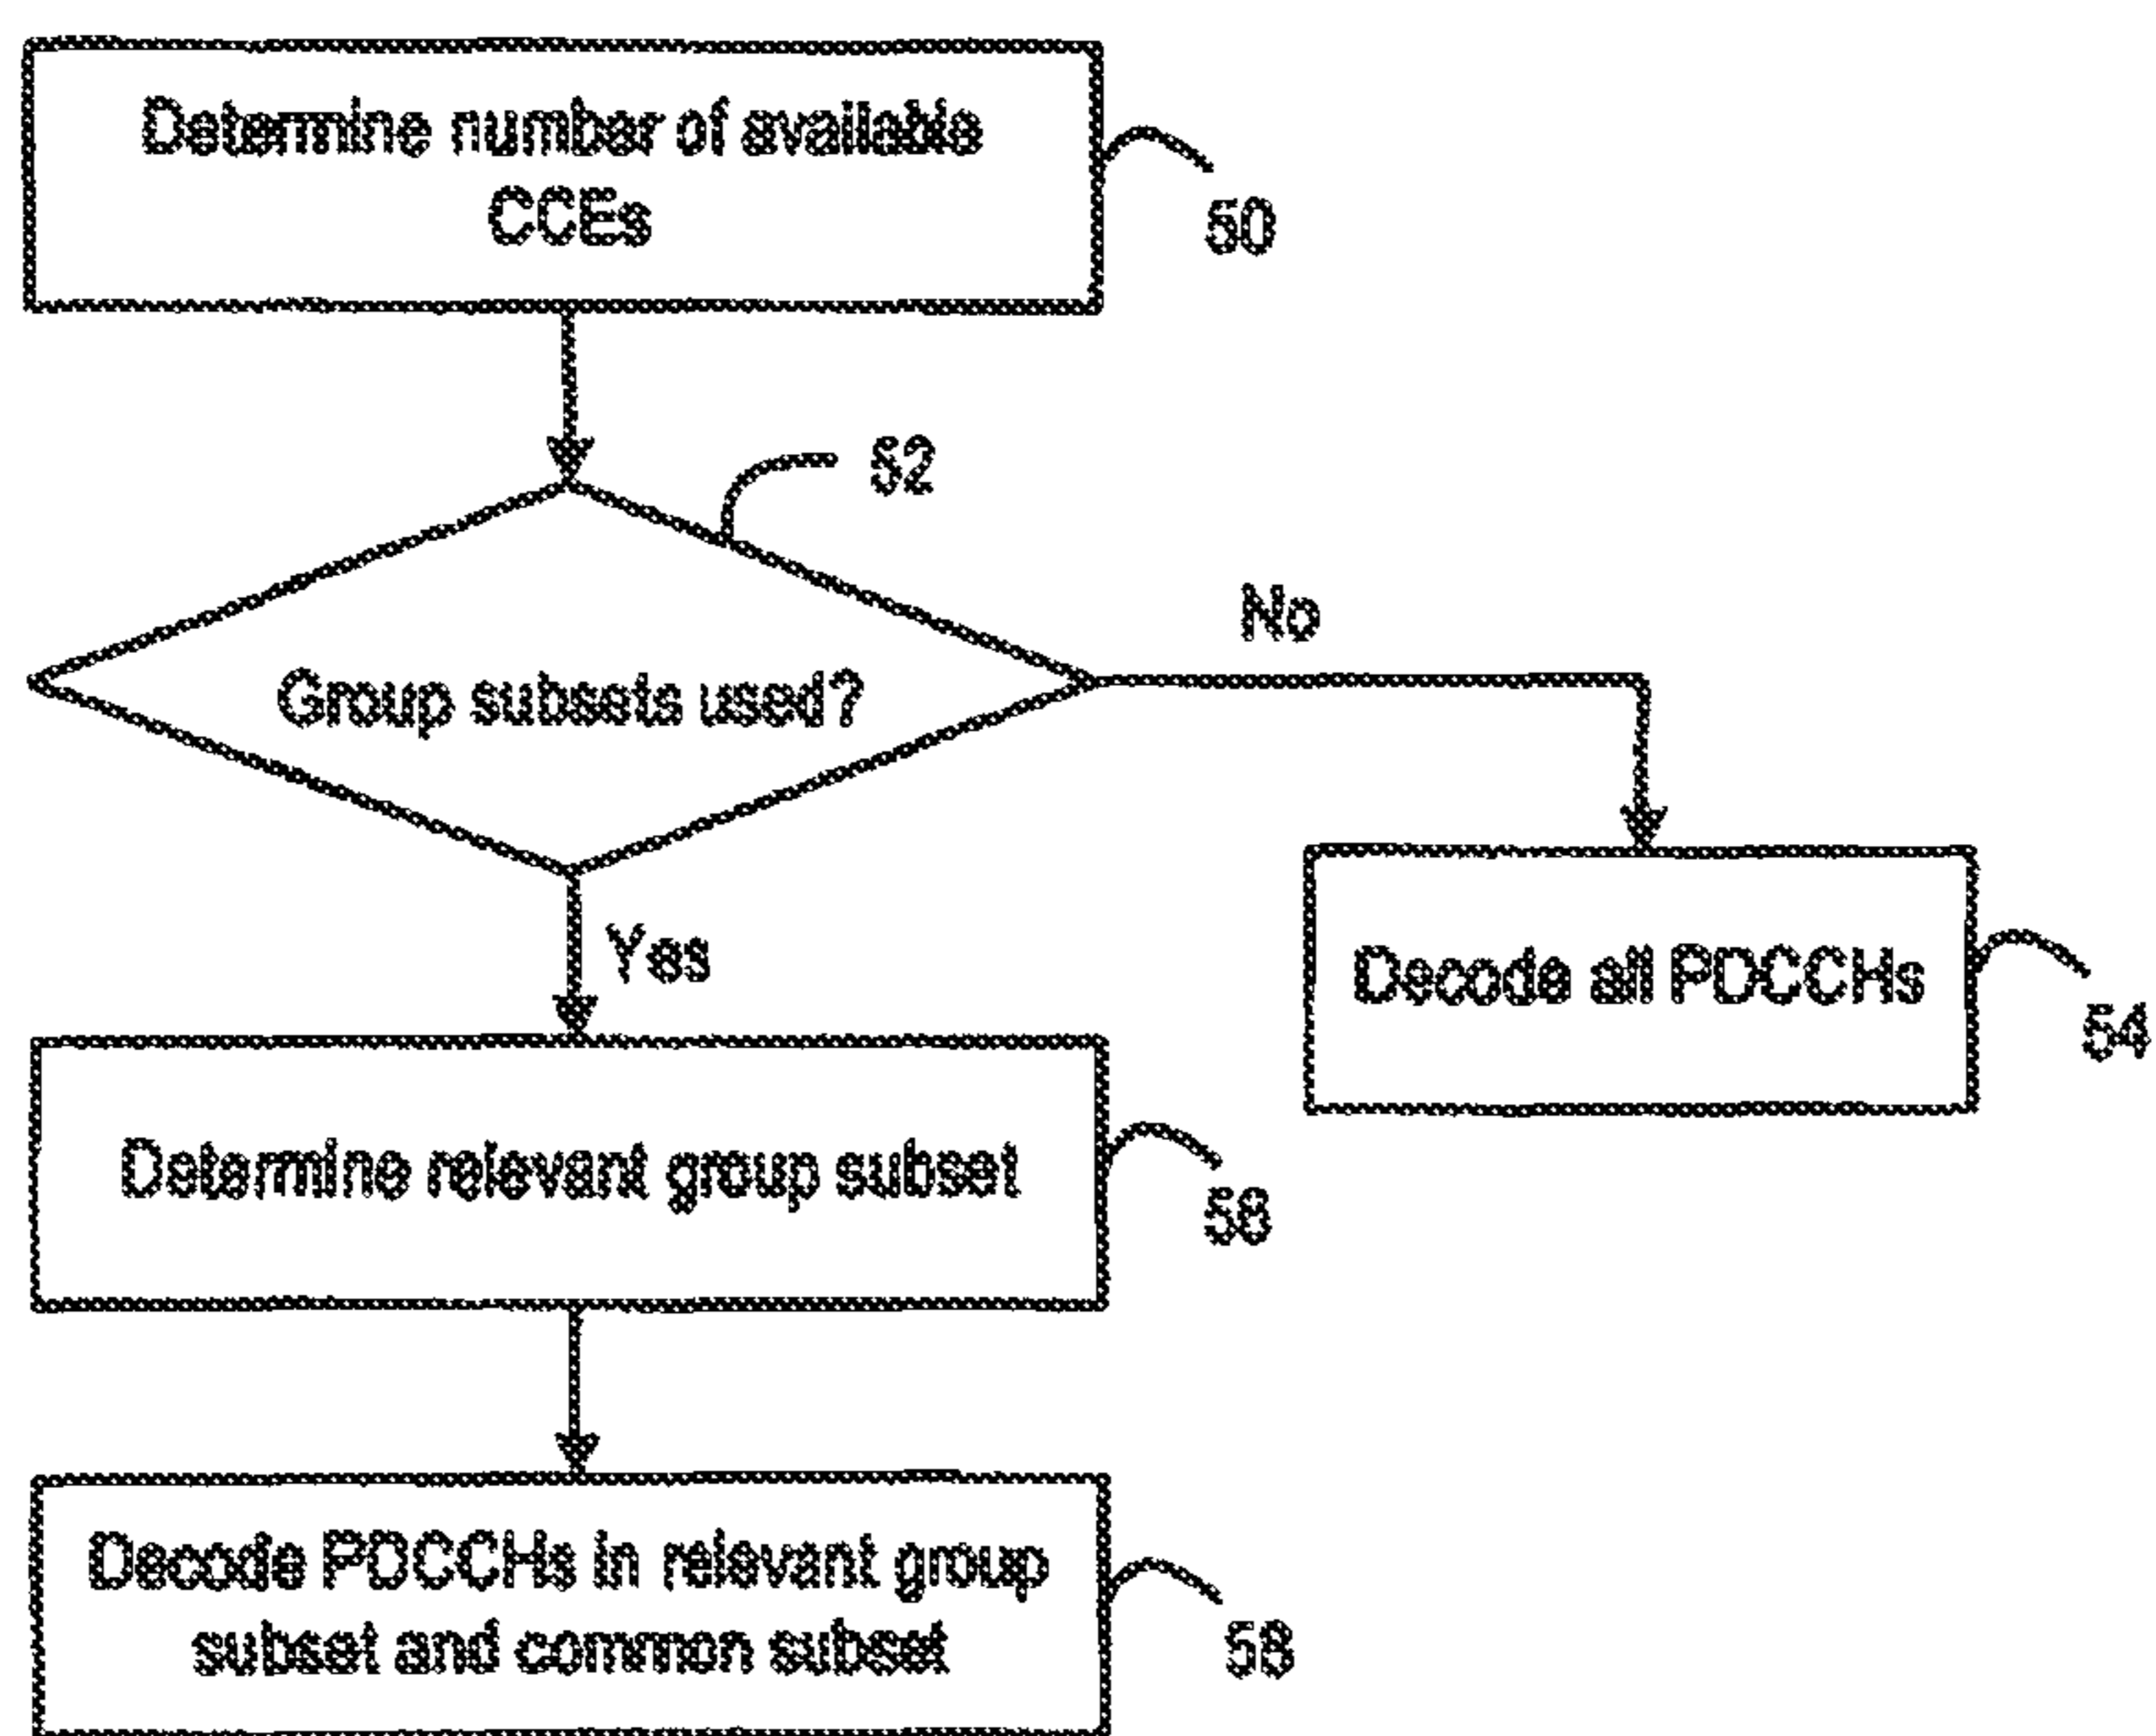 Determine number of available
CCEs
50
52
Group subsets used?
No
Yes
Decode all PDCCHs
54
Determine relevant group subset
Decode PDCCHs in relevant group
subset and common subset
58